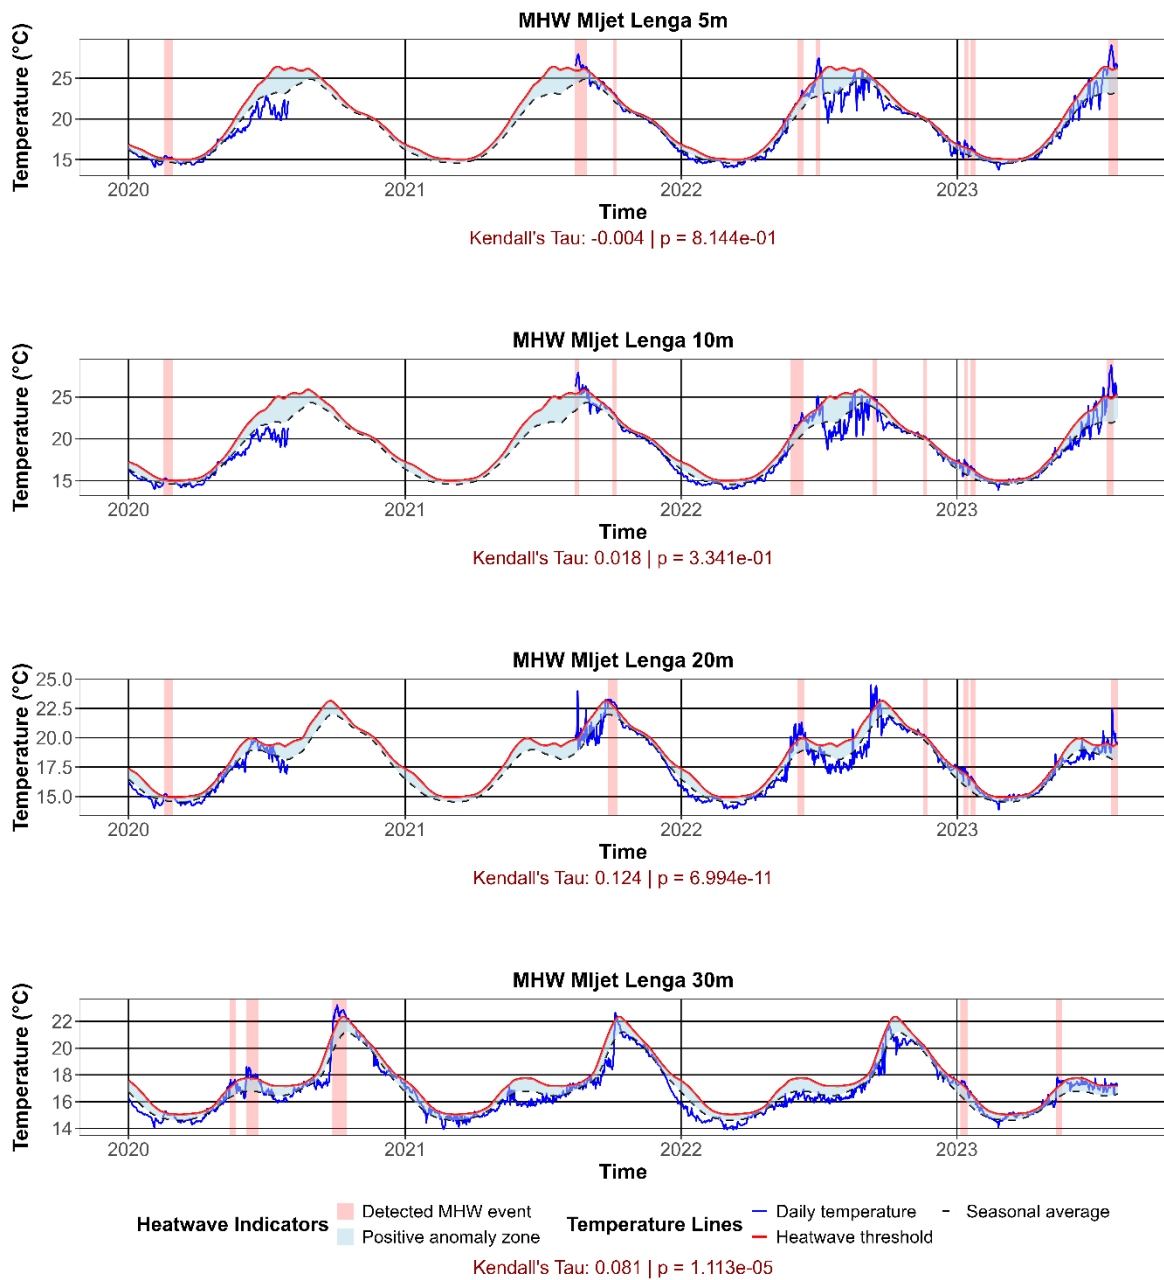 MHW Mljet Lenga 5m
Temperature (°C)
25
20
15
2020
2021
2022
2023
Time
Kendall's Tau: -0.004 | p = 8.144e-01
MHW Mljet Lenga 10m
Temperature (°C)
25
20
15
2020
2021
2022
2023
Time
Kendall's Tau: 0.018 | p = 3.341e-01
MHW Mljet Lenga 20m
Temperature (°C)
25.0
22.5
20.0
17.5
15.0
2020
2021
2022
2023
Time
Kendall's Tau: 0.124 | p = 6.994e-11
MHW Mljet Lenga 30m
Temperature (°C)
22
20
18
16
14
2020
2021
2022
2023
Time
Heatwave Indicators
Detected MHW event
Positive anomaly zone
Temperature Lines
Daily temperature
Heatwave threshold
Seasonal average
Kendall's Tau: 0.081 | p = 1.113e-05